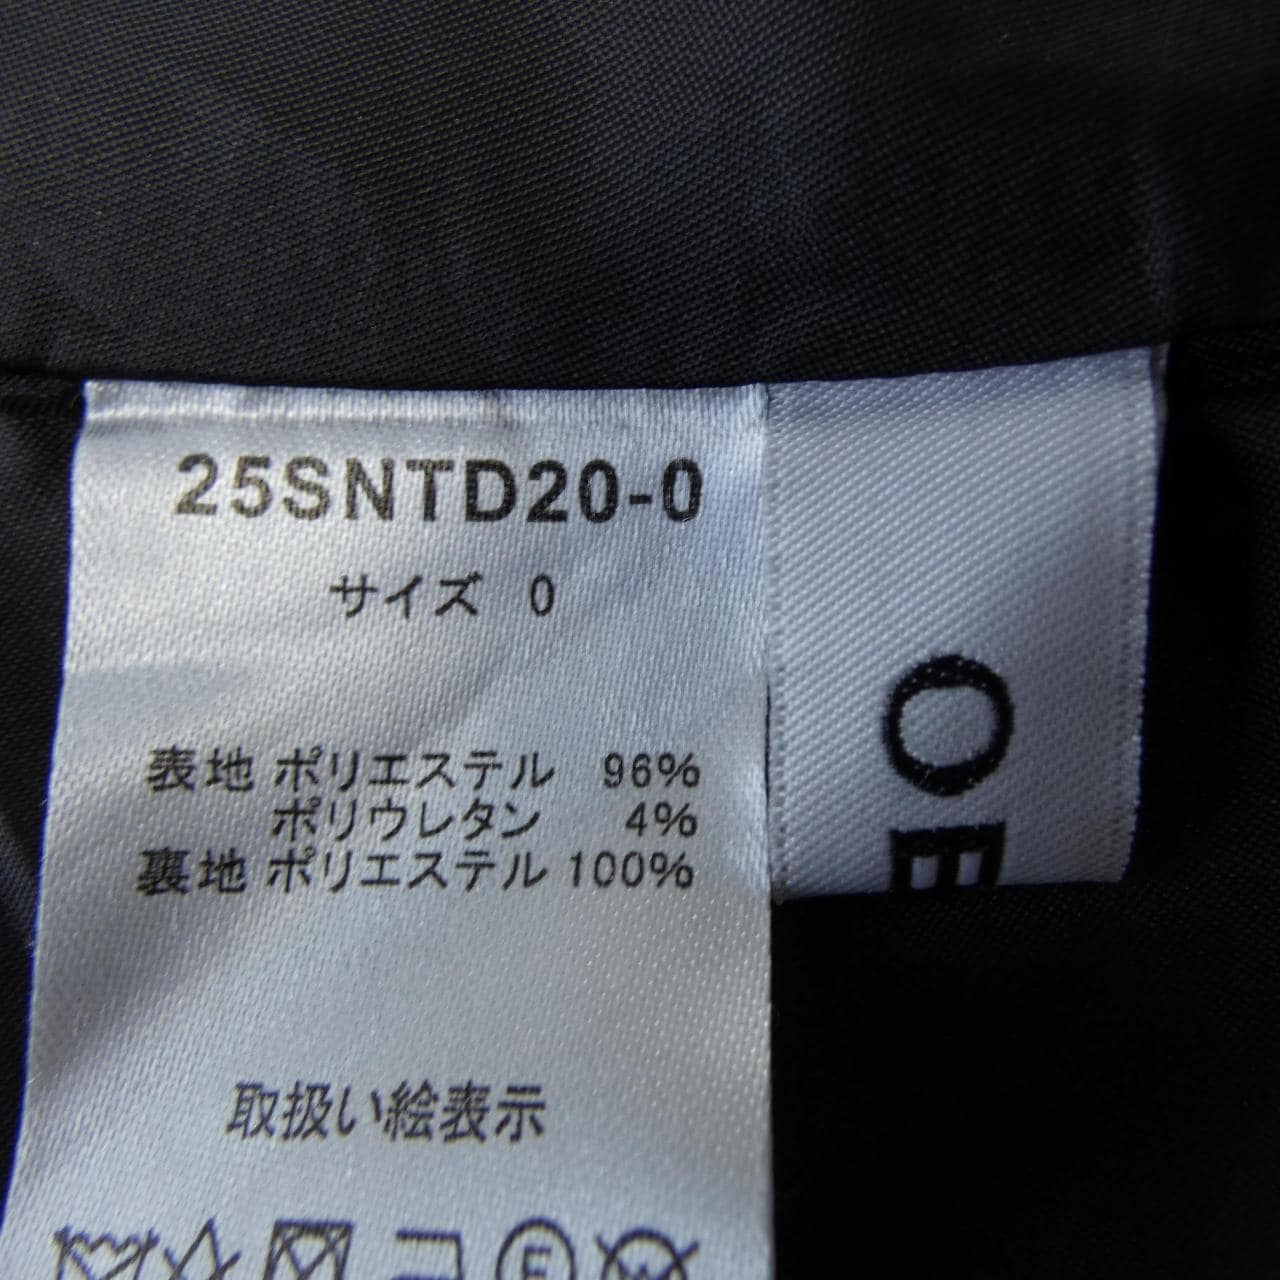 25SNTD20-0
サイズ 0
表地 ポリエステル 96%
ポリウレタン 4%
裏地 ポリエステル 100%
取扱い絵表示